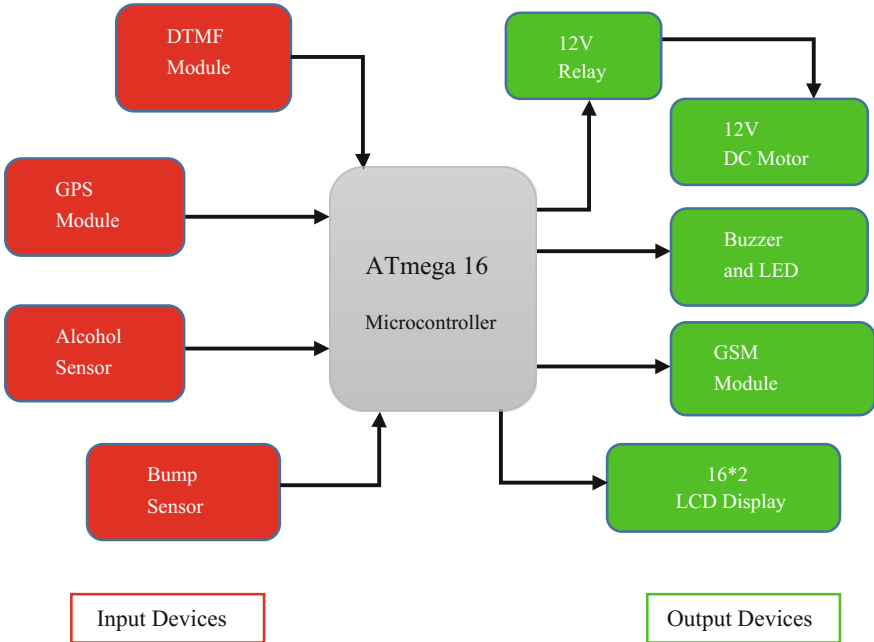 DTMF
Module
GPS
Module
Alcohol
Sensor
Bump
Sensor
ATmega 16
Microcontroller
12V
Relay
12V
DC Motor
Buzzer
and LED
GSM
Module
16*2
LCD Display
Input Devices
Output Devices